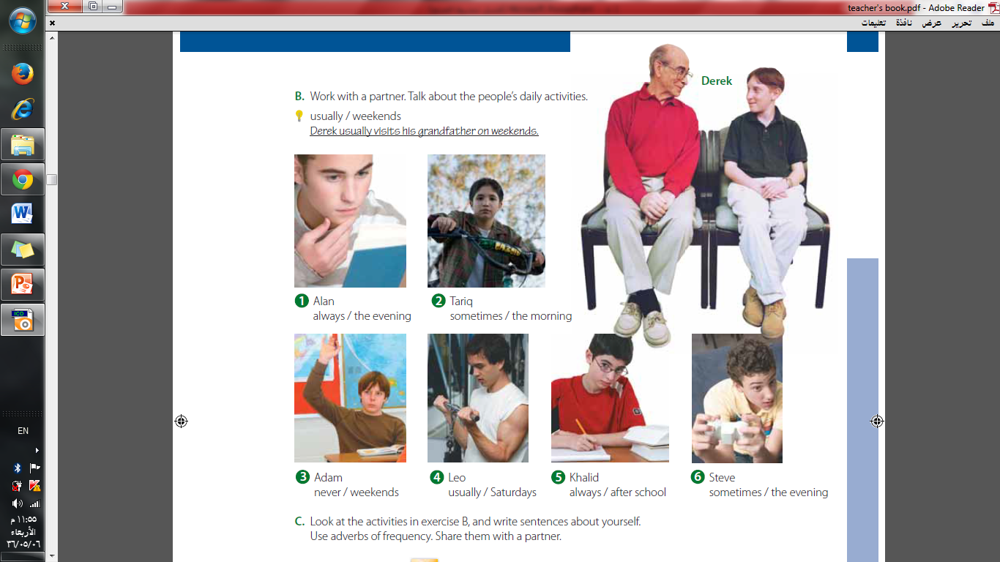 teacher's book.pdf - Adobe Reader
ملف تحرير عرض نافذة تعليمات
Derek
B. Work with a partner. Talk about the people's daily activities.
usually / weekends
Derek usually visits his grandfather on weekends.
1 Alan
always / the evening
2 Tariq
sometimes / the morning
3 Adam
never / weekends
4 Leo
usually / Saturdays
5 Khalid
always / after school
6 Steve
sometimes / the evening
C. Look at the activities in exercise B, and write sentences about yourself.
Use adverbs of frequency. Share them with a partner.
EN
١١:٥٥ م
الأربعاء
٣٦/٠٥/٠٦